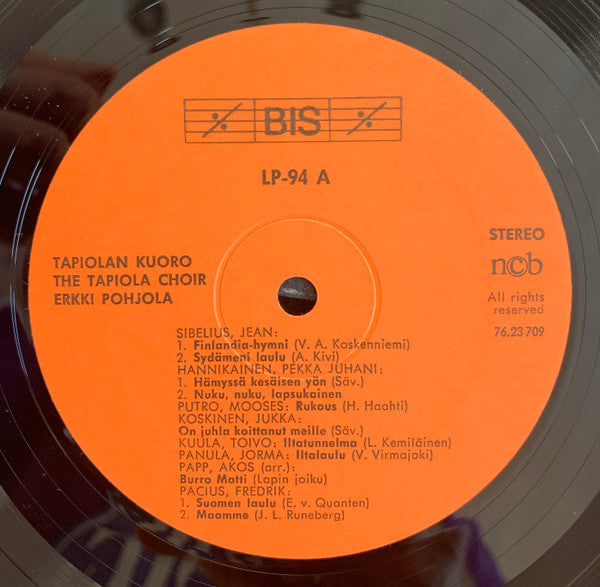 BIS
LP-94 A
STEREO
ncb
All rights
reserved
76.23 709
TAPIOLAN KUORO
THE TAPIOLA CHOIR
ERKKI POHJOLA
SIBELIUS, JEAN:
1. Finlandia-hymni (V. A. Koskenniemi)
2. Sydämeni laulu (A. Kivi)
HANNIKAINEN, PEKKA JUHANI:
1. Hämyssä kesäisen yön (Säv.)
2. Nuku, nuku, lapsukainen
PUTRO, MOOSES: Rukous (H. Haahti)
KOSKINEN, JUKKA:
On juhla koittanut meille (Säv.)
KUULA, TOIVO: Iltatunnelma (L. Kemiläinen)
PANULA, JORMA: Iltalaulu (V. Virmajoki)
PAPP, AKOS (arr.):
Burro Matti (Lapin joiku)
PACIUS, FREDRIK:
1. Suomen laulu (E. v. Quanten)
2. Maamme (J. L. Runeberg)